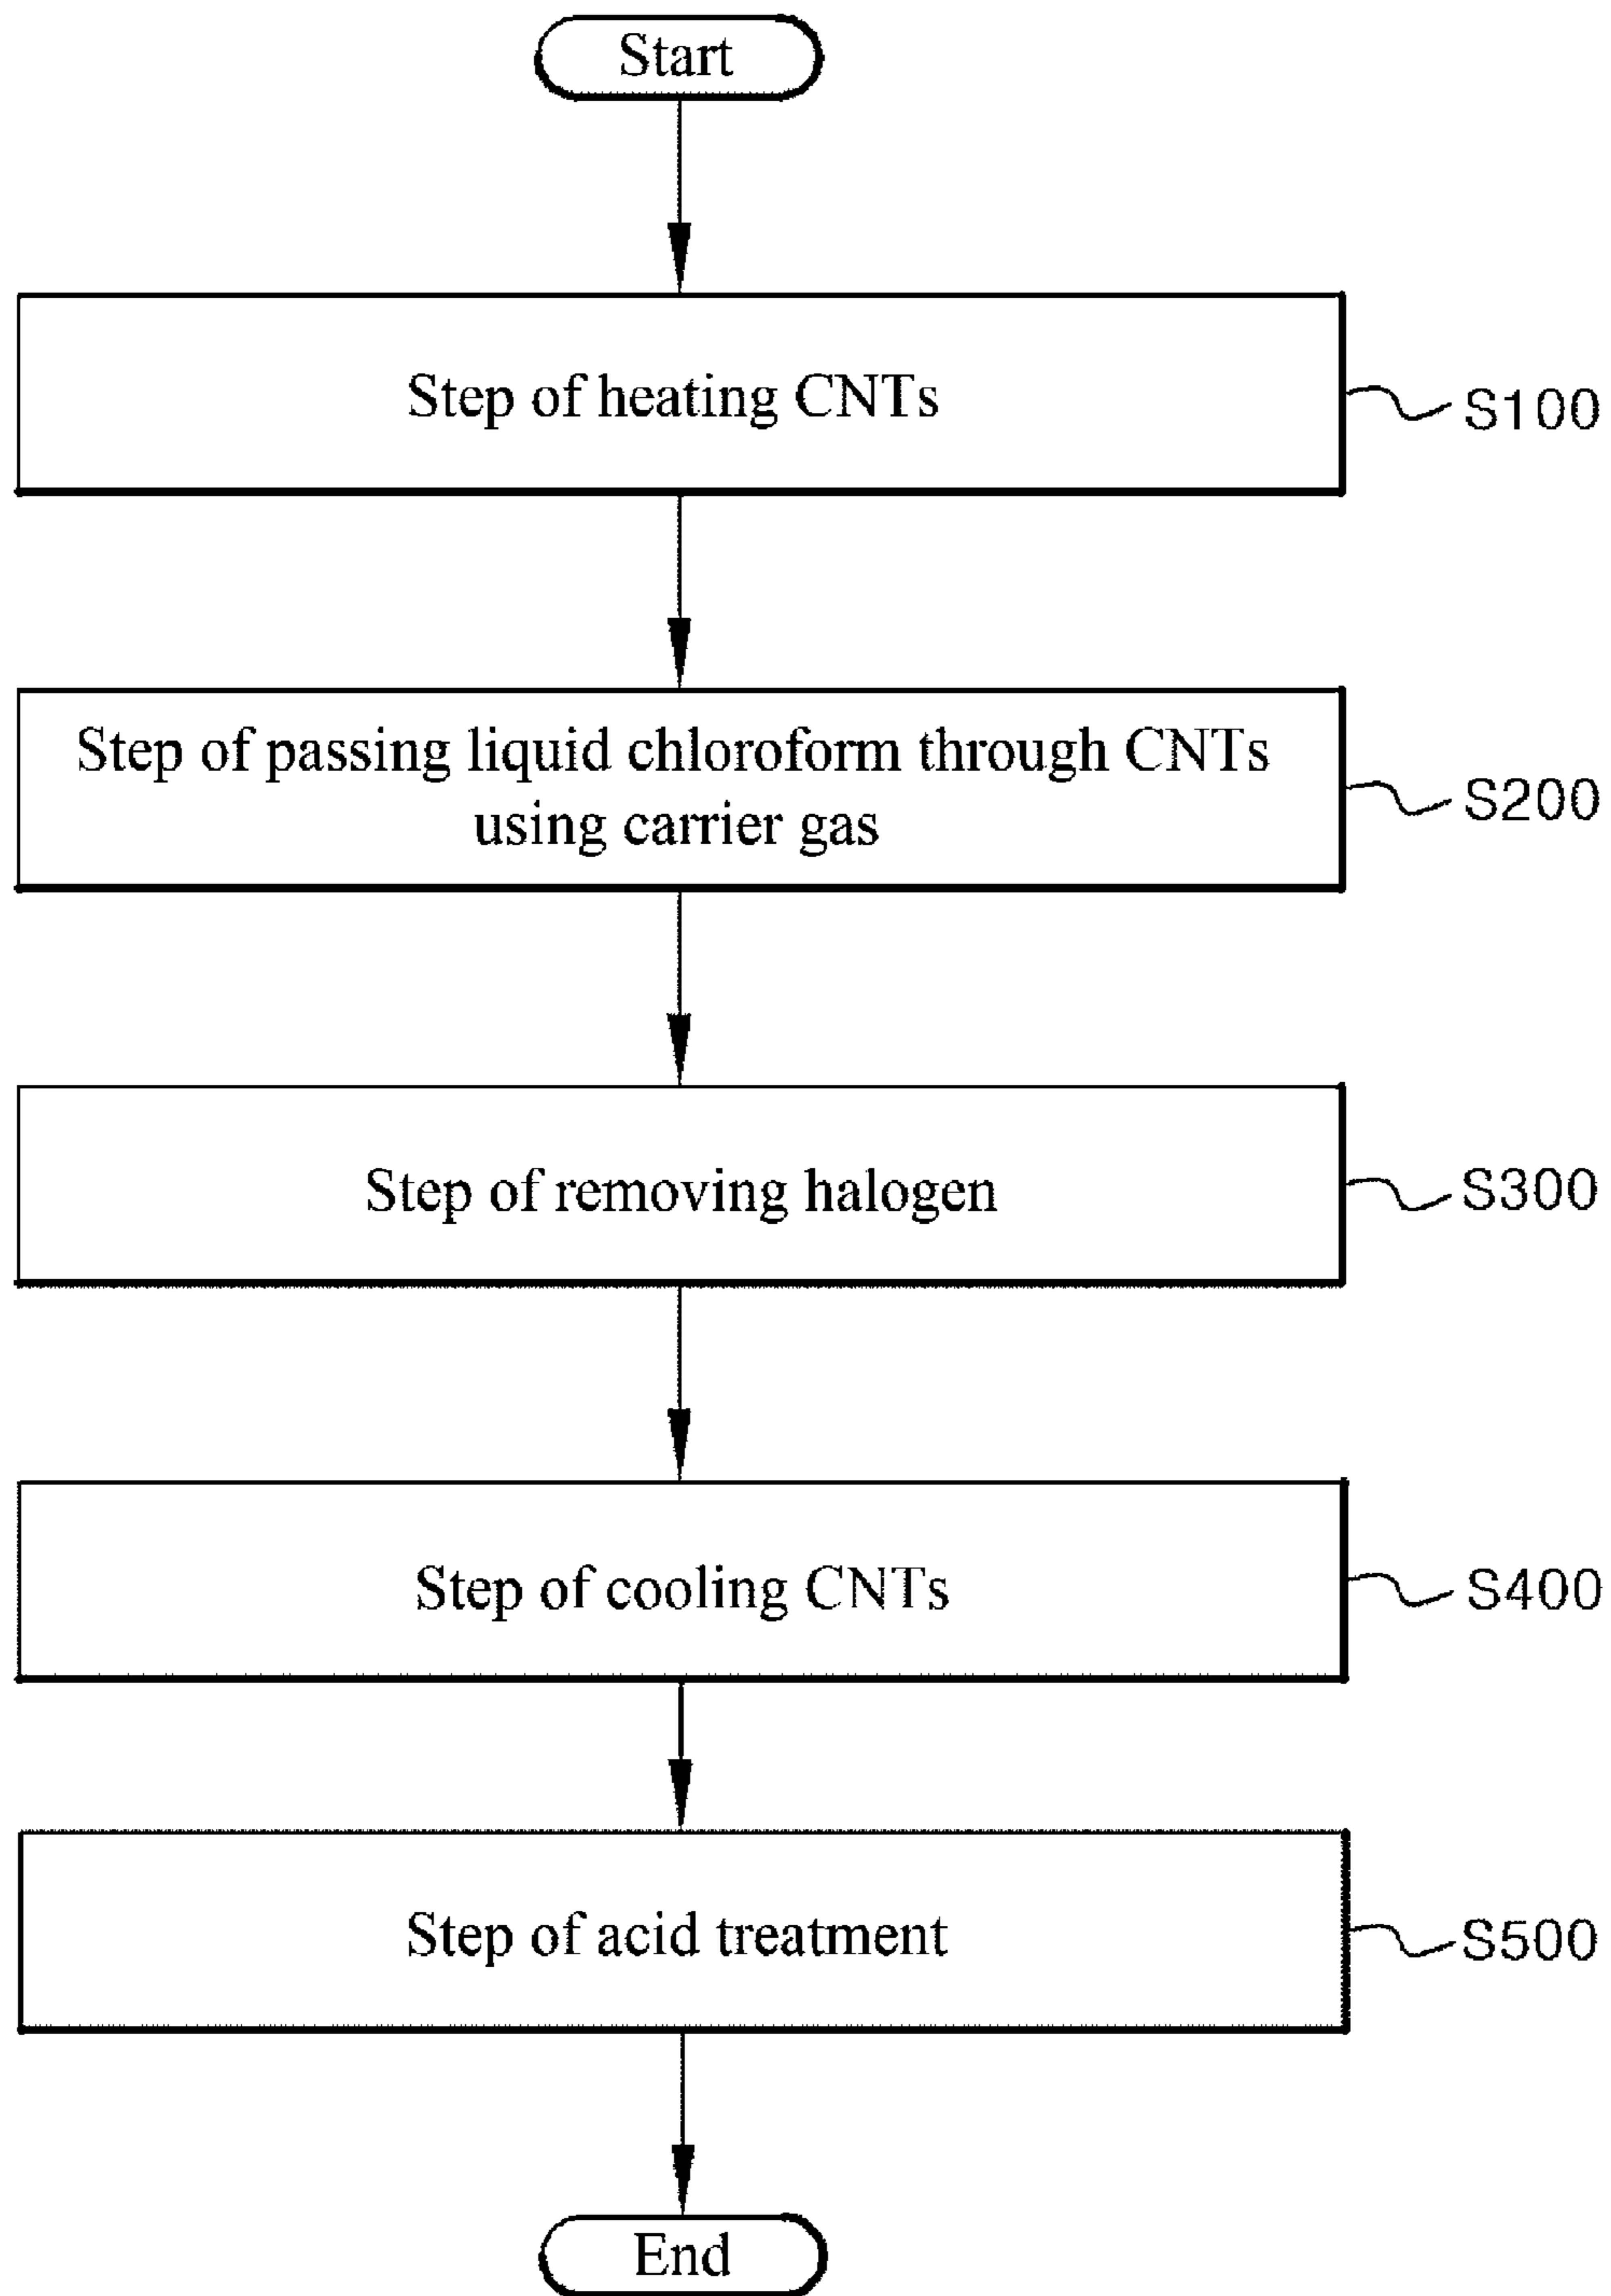 Start
Step of heating CNTs
S100
Step of passing liquid chloroform through CNTs
using carrier gas
S200
Step of removing halogen
S300
Step of cooling CNTs
S400
Step of acid treatment
S500
End